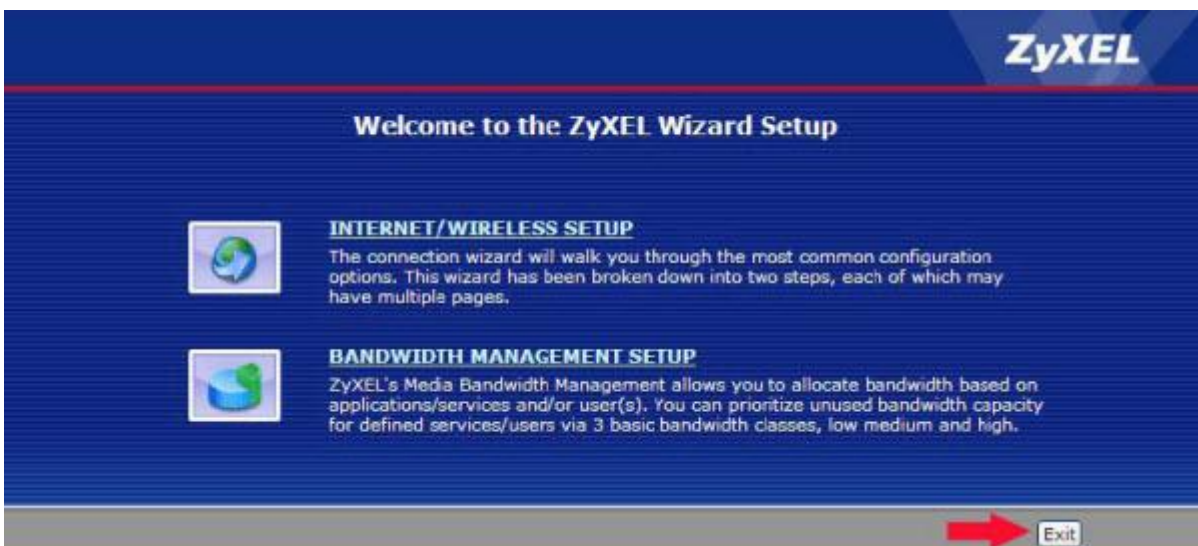 ZyXEL
Welcome to the ZyXEL Wizard Setup
INTERNET/WIRELESS SETUP
The connection wizard will walk you through the most common configuration
options. This wizard has been broken down into two steps, each of which may
have multiple pages.
BANDWIDTH MANAGEMENT SETUP
ZyXEL's Media Bandwidth Management allows you to allocate bandwidth based on
applications/services and/or user(s). You can prioritize unused bandwidth capacity
for defined services/users via 3 basic bandwidth classes, low medium and high.
Exit